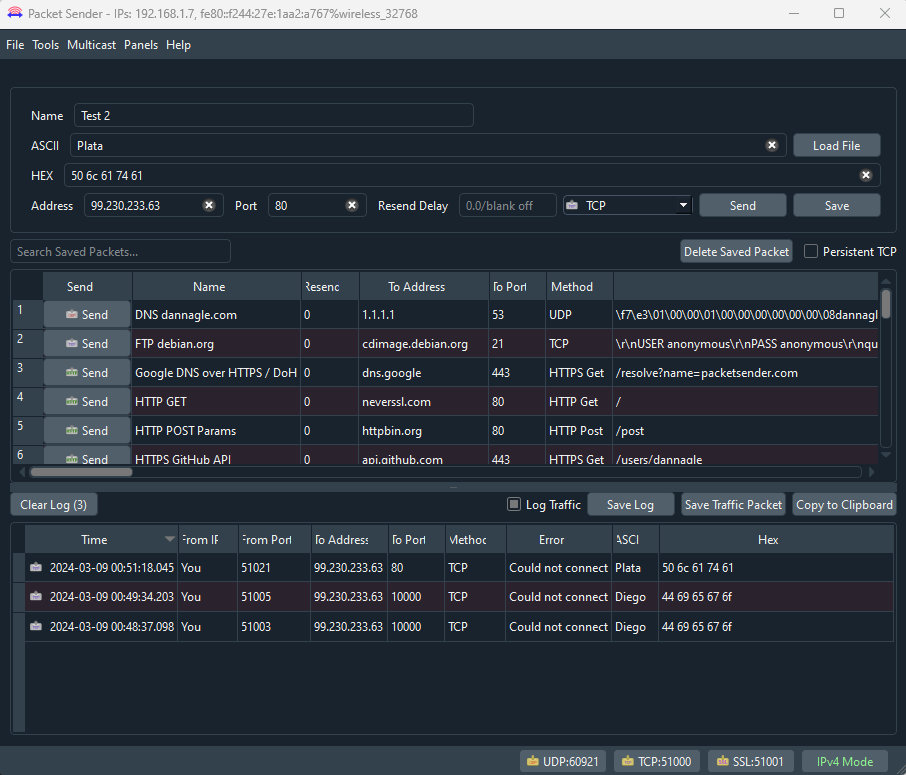 Packet Sender - IPs: 192.168.1.7, fe80::f244:27e:1aa2:a767%wireless_32768
File Tools Multicast Panels Help
Name Test 2
ASCII Plata Load File
HEX 50 6c 61 74 61
Address 99.230.233.63 Port 80 Resend Delay 0.0/blank off TCP Send Save
Search Saved Packets... Delete Saved Packet Persistent TCP
Send Name Resenc To Address To Port Method
1 Send DNS dannagle.com 0 1.1.1.1 53 UDP \f7\e3\01\00\00\01\00\00\00\00\00\00\08dannagl
2 Send FTP debian.org 0 cdimage.debian.org 21 TCP \r\nUSER anonymous\r\nPASS anonymous\r\nqu
3 Send Google DNS over HTTPS / DoH 0 dns.google 443 HTTPS Get /resolve?name=packetsender.com
4 Send HTTP GET 0 neverssl.com 80 HTTP Get /
5 Send HTTP POST Params 0 httpbin.org 80 HTTP Post /post
6 Send HTTPS GitHub API 0 api.github.com 443 HTTPS Get /users/dannagle
Clear Log (3) Log Traffic Save Log Save Traffic Packet Copy to Clipboard
Time From IP From Port To Address To Port Methoc Error ASCI Hex
2024-03-09 00:51:18.045 You 51021 99.230.233.63 80 TCP Could not connect Plata 50 6c 61 74 61
2024-03-09 00:49:34.203 You 51005 99.230.233.63 10000 TCP Could not connect Diego 44 69 65 67 6f
2024-03-09 00:48:37.098 You 51003 99.230.233.63 10000 TCP Could not connect Diego 44 69 65 67 6f
UDP:60921 TCP:51000 SSL:51001 IPv4 Mode